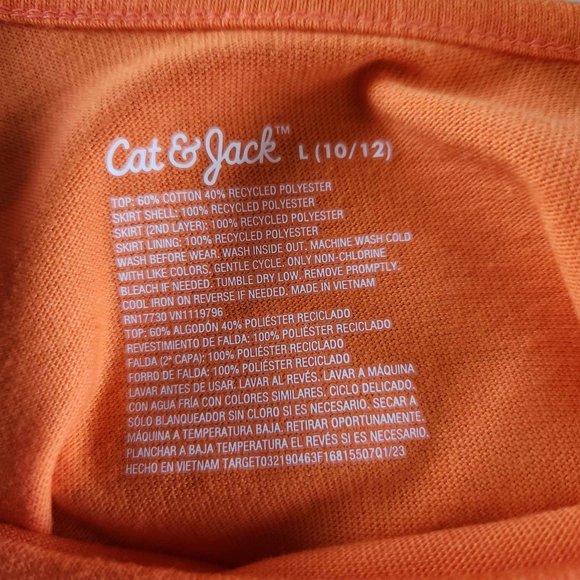 Cat & Jack™ L (10/12)
TOP: 60% COTTON 40% RECYCLED POLYESTER
SKIRT SHELL: 100% RECYCLED POLYESTER
SKIRT (2ND LAYER): 100% RECYCLED POLYESTER
SKIRT LINING: 100% RECYCLED POLYESTER
WASH BEFORE WEAR. WASH INSIDE OUT. MACHINE WASH COLD
WITH LIKE COLORS. GENTLE CYCLE. ONLY NON-CHLORINE
BLEACH IF NEEDED. TUMBLE DRY LOW. REMOVE PROMPTLY.
COOL IRON ON REVERSE IF NEEDED. MADE IN VIETNAM
RN17730 VN1119796
TOP: 60% ALGODÓN 40% POLIÉSTER RECICLADO
REVESTIMIENTO DE FALDA: 100% POLIÉSTER RECICLADO
FALDA (2ª CAPA): 100% POLIÉSTER RECICLADO
FORRO DE FALDA: 100% POLIÉSTER RECICLADO
LAVAR ANTES DE USAR. LAVAR AL REVÉS. LAVAR A MÁQUINA
CON AGUA FRÍA CON COLORES SIMILARES. CICLO DELICADO.
SÓLO BLANQUEADOR SIN CLORO SI ES NECESARIO. SECAR A
MÁQUINA A TEMPERATURA BAJA. RETIRAR OPORTUNAMENTE.
PLANCHAR A BAJA TEMPERATURA EL REVÉS SI ES NECESARIO.
HECHO EN VIETNAM TARGET032190463F16815507Q1/23